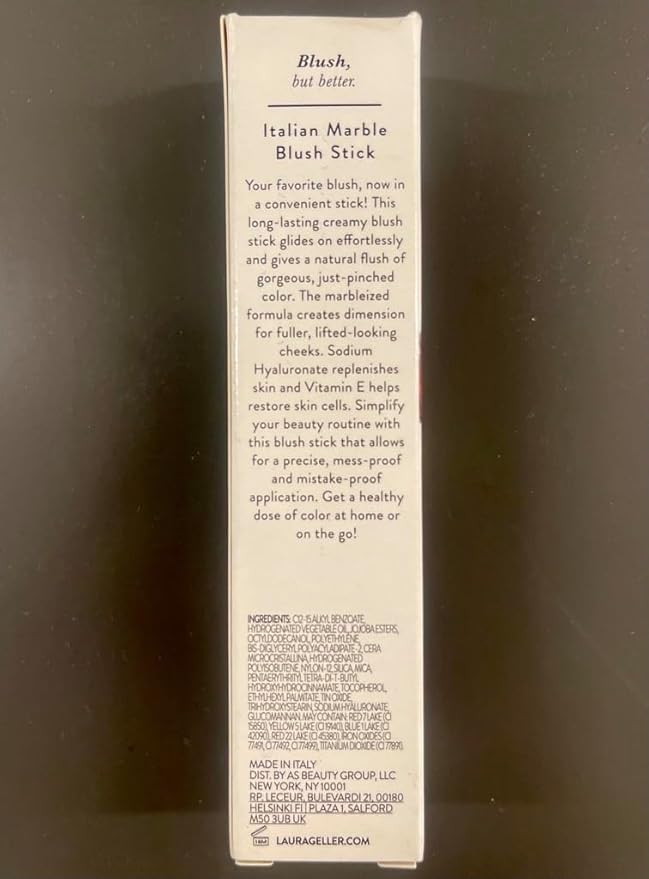 Blush,
but better.
Italian Marble
Blush Stick
Your favorite blush, now in
a convenient stick! This
long-lasting creamy blush
stick glides on effortlessly
and gives a natural flush of
gorgeous, just-pinched
color. The marbleized
formula creates dimension
for fuller, lifted-looking
cheeks. Sodium
Hyaluronate replenishes
skin and Vitamin E helps
restore skin cells. Simplify
your beauty routine with
this blush stick that allows
for a precise, mess-proof
and mistake-proof
application. Get a healthy
dose of color at home or
on the go!
INGREDIENTS: C12-15 ALKYL BENZOATE,
HYDROGENATED VEGETABLE OIL, JOJOBA ESTERS,
OCTYLDODECANOL, POLYETHYLENE,
BIS-DIGLYCERYL POLYACYLADIPATE-2, CERA
MICROCRISTALLINA, HYDROGENATED
POLYISOBUTENE, NYLON-12, SILICA, MICA,
PENTAERYTHRITYL TETRA-DI-T-BUTYL
HYDROXYHYDROCINNAMATE, TOCOPHEROL,
ETHYLHEXYL PALMITATE, TIN OXIDE,
TRIHYDROXYSTEARIN, SODIUM HYALURONATE,
GLUCOMANNAN. MAY CONTAIN: RED 7 LAKE (CI
15850), YELLOW 5 LAKE (CI 19140), BLUE 1 LAKE (CI
42090), RED 22 LAKE (CI 45380), IRON OXIDES (CI
77491, CI 77492, CI 77499), TITANIUM DIOXIDE (CI 77891).
MADE IN ITALY
DIST. BY AS BEAUTY GROUP, LLC
NEW YORK, NY 10001
RP: LECEUR, BULEVARDI 21, 00180
HELSINKI FI | PLAZA 1, SALFORD
M50 3UB UK
18M LAURAGELLER.COM